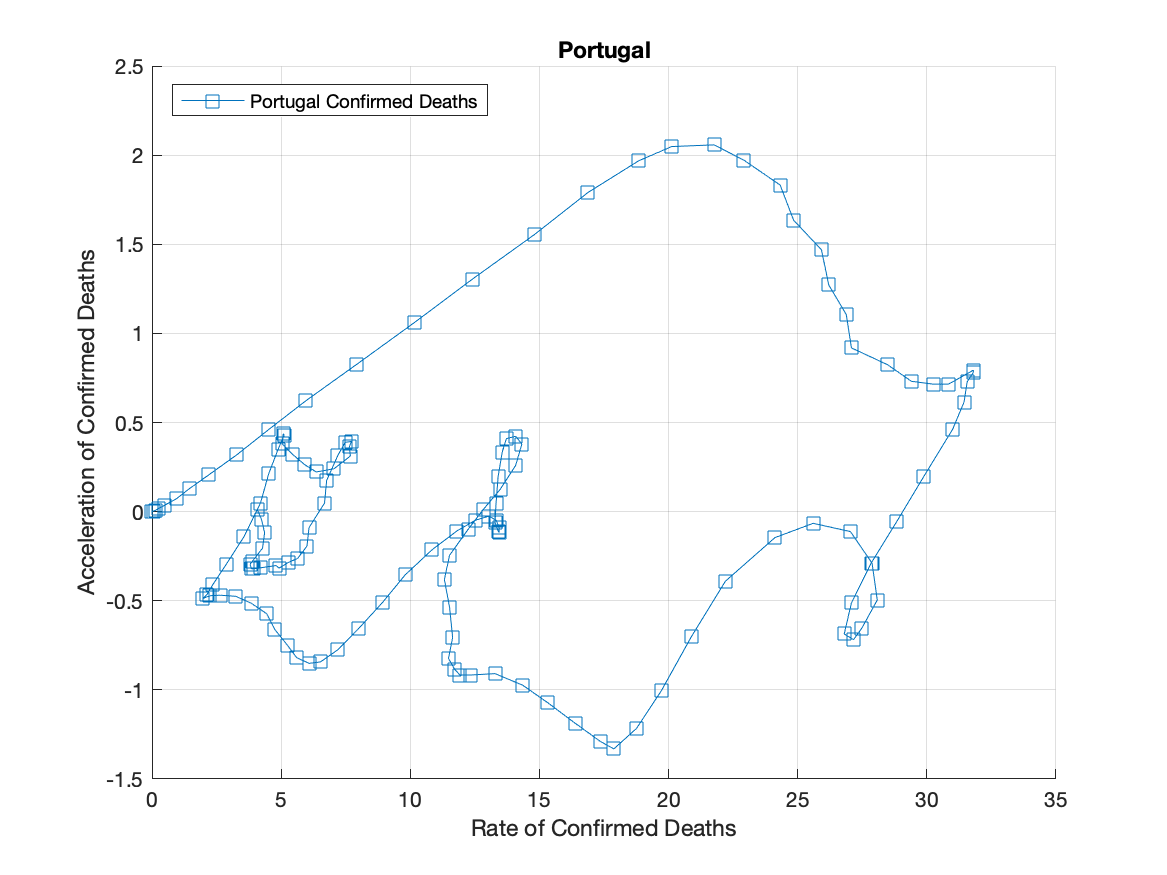 Portugal
Portugal Confirmed Deaths
Acceleration of Confirmed Deaths
2.5
2
1.5
1
0.5
0
-0.5
-1
-1.5
0 5 10 15 20 25 30 35
Rate of Confirmed Deaths